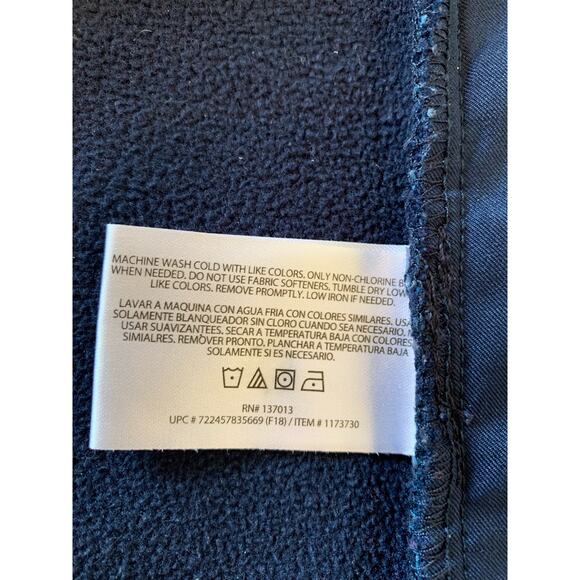 MACHINE WASH COLD WITH LIKE COLORS. ONLY NON-CHLORINE B
WHEN NEEDED. DO NOT USE FABRIC SOFTENERS. TUMBLE DRY LOW
LIKE COLORS. REMOVE PROMPTLY. LOW IRON IF NEEDED.
LAVAR A MAQUINA CON AGUA FRIA CON COLORES SIMILARES. USA
SOLAMENTE BLANQUEADOR SIN CLORO CUANDO SEA NECESARIO.
USAR SUAVIZANTES. SECAR A TEMPERATURA BAJA CON COLORES
SIMIALRES. REMOVER PRONTO. PLANCHAR A TEMPERATURA BAJA
SOLAMENTE SI ES NECESARIO.
RN# 137013
UPC # 722457835669 (F18) / ITEM # 1173730